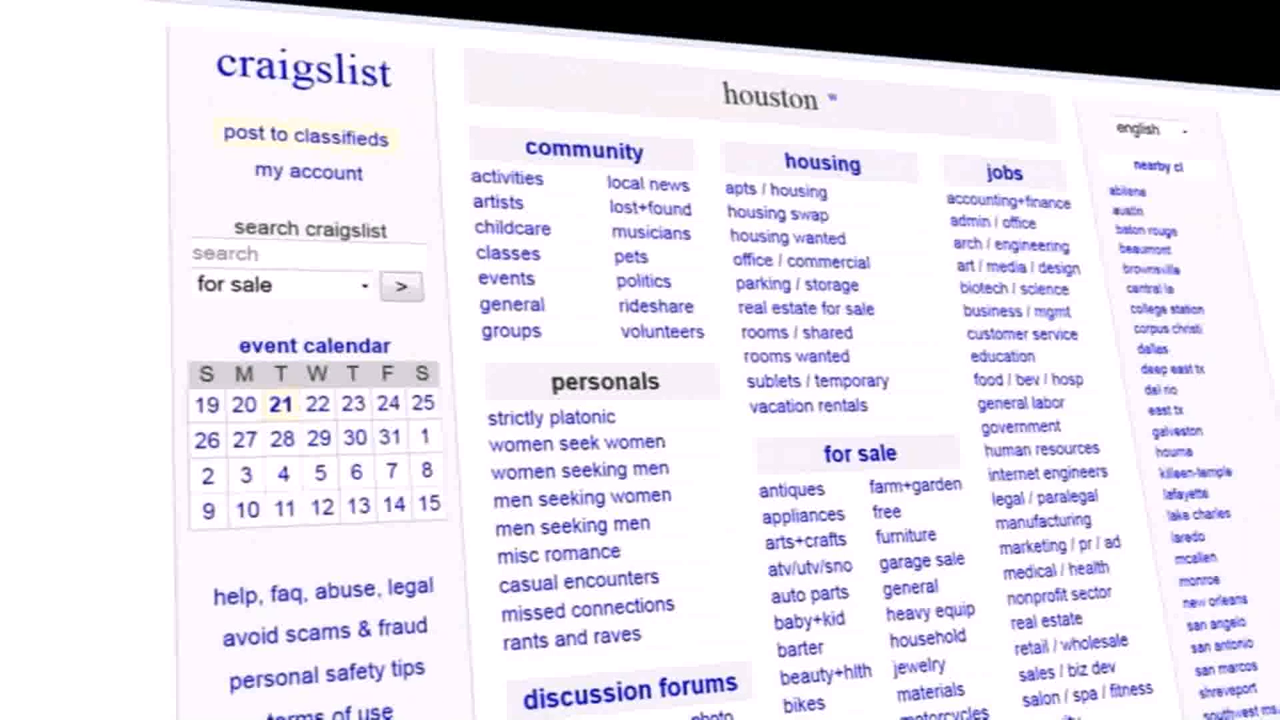 craigslist
post to classifieds
my account
search craigslist
search
for sale
>
event calendar
S M T W T F S
19 20 21 22 23 24 25
26 27 28 29 30 31 1
2 3 4 5 6 7 8
9 10 11 12 13 14 15
help, faq, abuse, legal
avoid scams & fraud
personal safety tips
terms of use
houston w
community
activities
artists
childcare
classes
events
general
groups
local news
lost+found
musicians
pets
politics
rideshare
volunteers
personals
strictly platonic
women seek women
women seeking men
men seeking women
men seeking men
misc romance
casual encounters
missed connections
rants and raves
discussion forums
photo
housing
apts / housing
housing swap
housing wanted
office / commercial
parking / storage
real estate for sale
rooms / shared
rooms wanted
sublets / temporary
vacation rentals
for sale
antiques
appliances
arts+crafts
atv/utv/sno
auto parts
baby+kid
barter
beauty+hlth
bikes
farm+garden
free
furniture
garage sale
general
heavy equip
household
jewelry
materials
motorcycles
jobs
accounting+finance
admin / office
arch / engineering
art / media / design
biotech / science
business / mgmt
customer service
education
food / bev / hosp
general labor
government
human resources
internet engineers
legal / paralegal
manufacturing
marketing / pr / ad
medical / health
nonprofit sector
real estate
retail / wholesale
sales / biz dev
salon / spa / fitness
english
nearby cl
abilene
austin
baton rouge
beaumont
brownsville
central la
college station
corpus christi
dallas
deep east tx
del rio
east tx
galveston
houma
killeen-temple
lafayette
lake charles
laredo
mcallen
monroe
new orleans
san angelo
san antonio
san marcos
shreveport
southwest ms